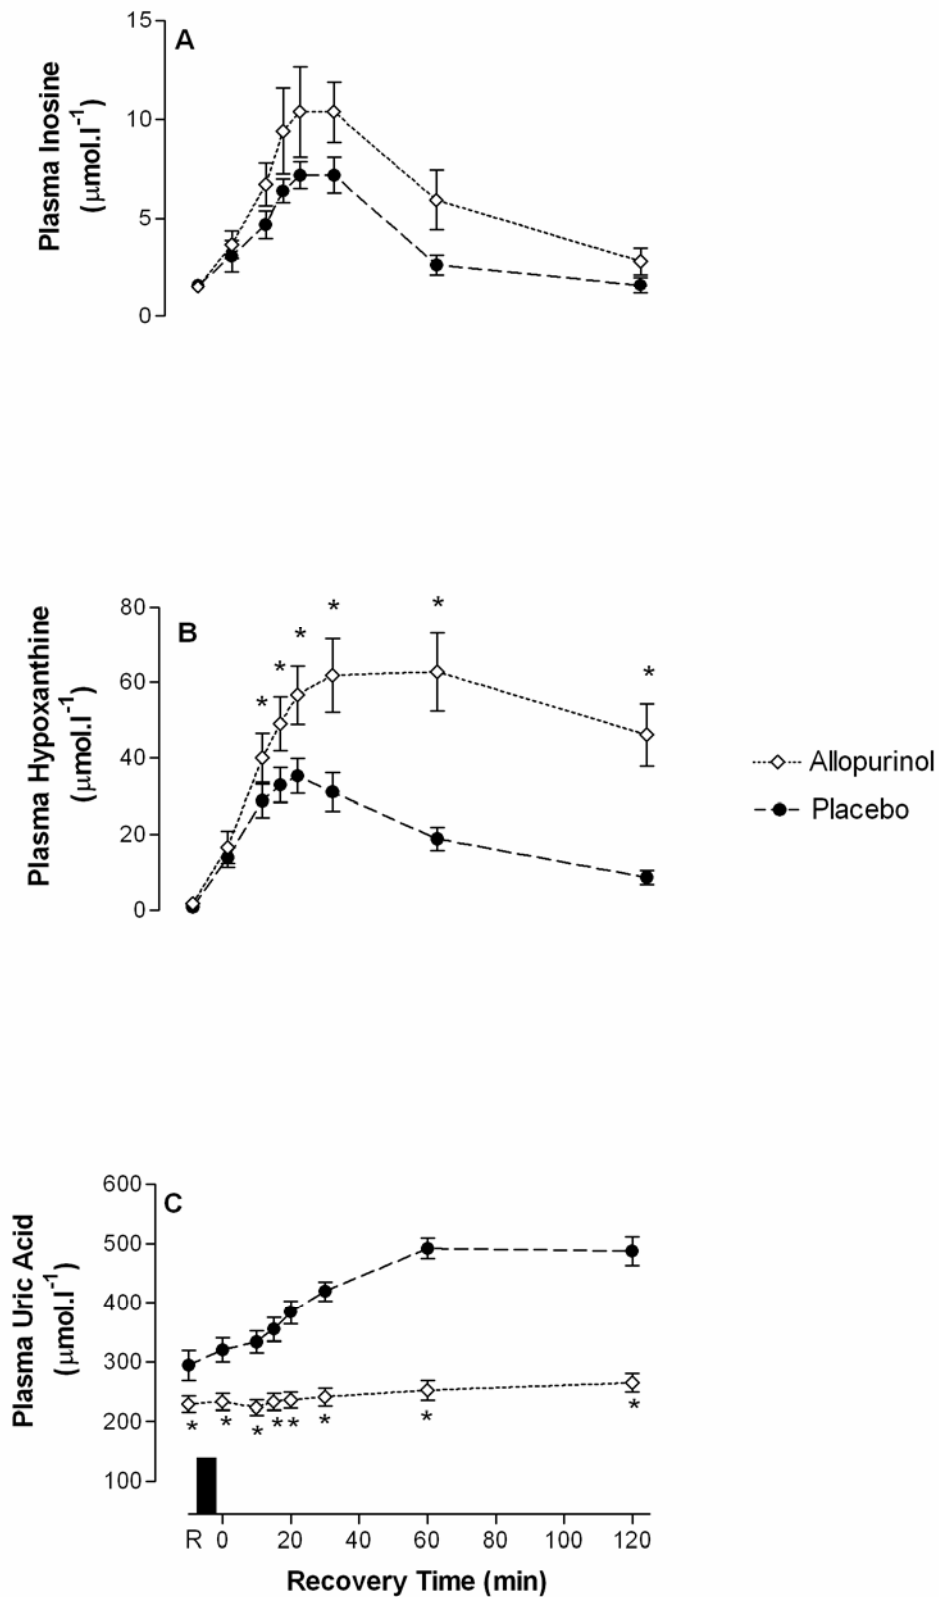 A
Plasma Inosine
(μmol.l⁻¹)
15
10
5
0
B
Plasma Hypoxanthine
(μmol.l⁻¹)
80
60
40
20
0
* * * * * *
Allopurinol
Placebo
C
Plasma Uric Acid
(μmol.l⁻¹)
600
500
400
300
200
100
* * * * * * * *
R 0 20 40 60 80 100 120
Recovery Time (min)